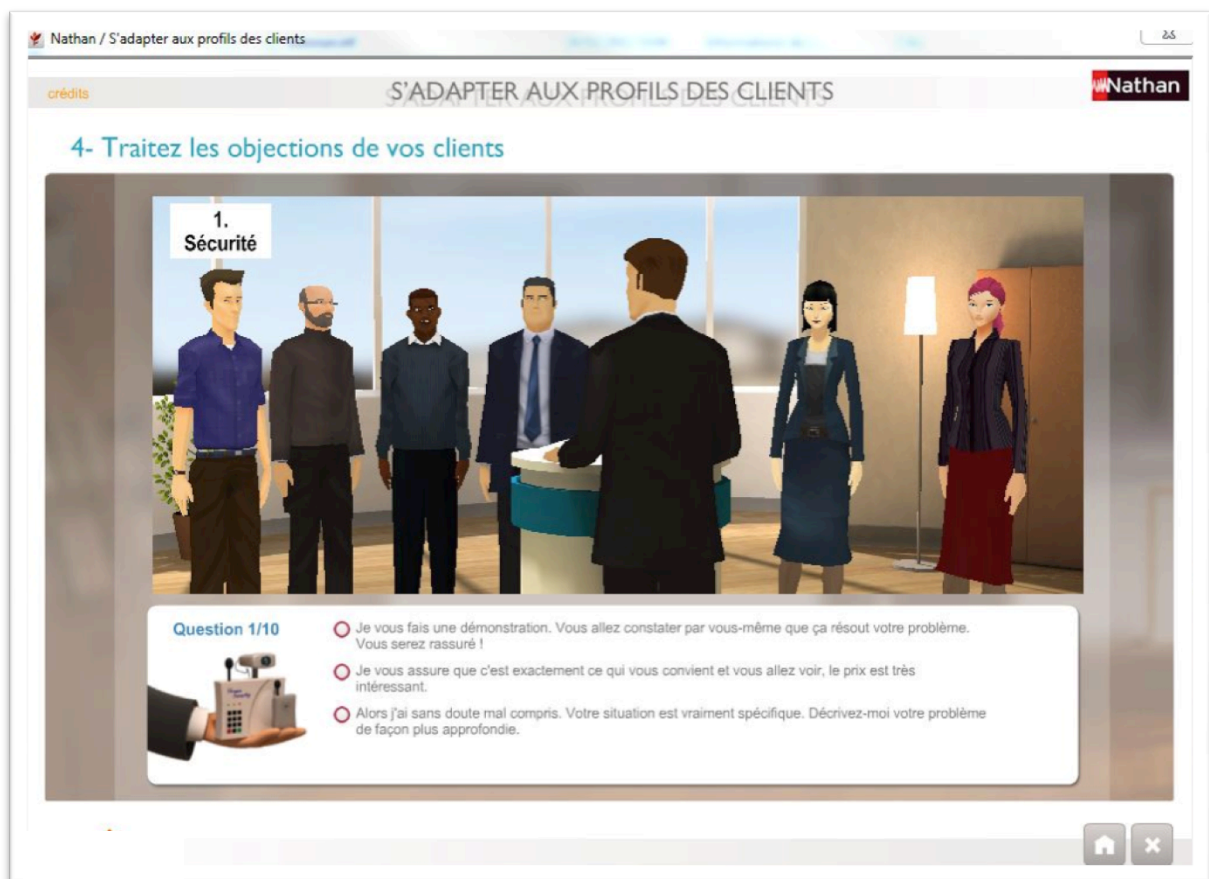 Nathan / S'adapter aux profils des clients
crédits
S'ADAPTER AUX PROFILS DES CLIENTS
Nathan
4- Traitez les objections de vos clients
1.
Sécurité
Question 1/10
Je vous fais une démonstration. Vous allez constater par vous-même que ça résout votre problème.
Vous serez rassuré !
Je vous assure que c'est exactement ce qui vous convient et vous allez voir, le prix est très
intéressant.
Alors j'ai sans doute mal compris. Votre situation est vraiment spécifique. Décrivez-moi votre problème
de façon plus approfondie.